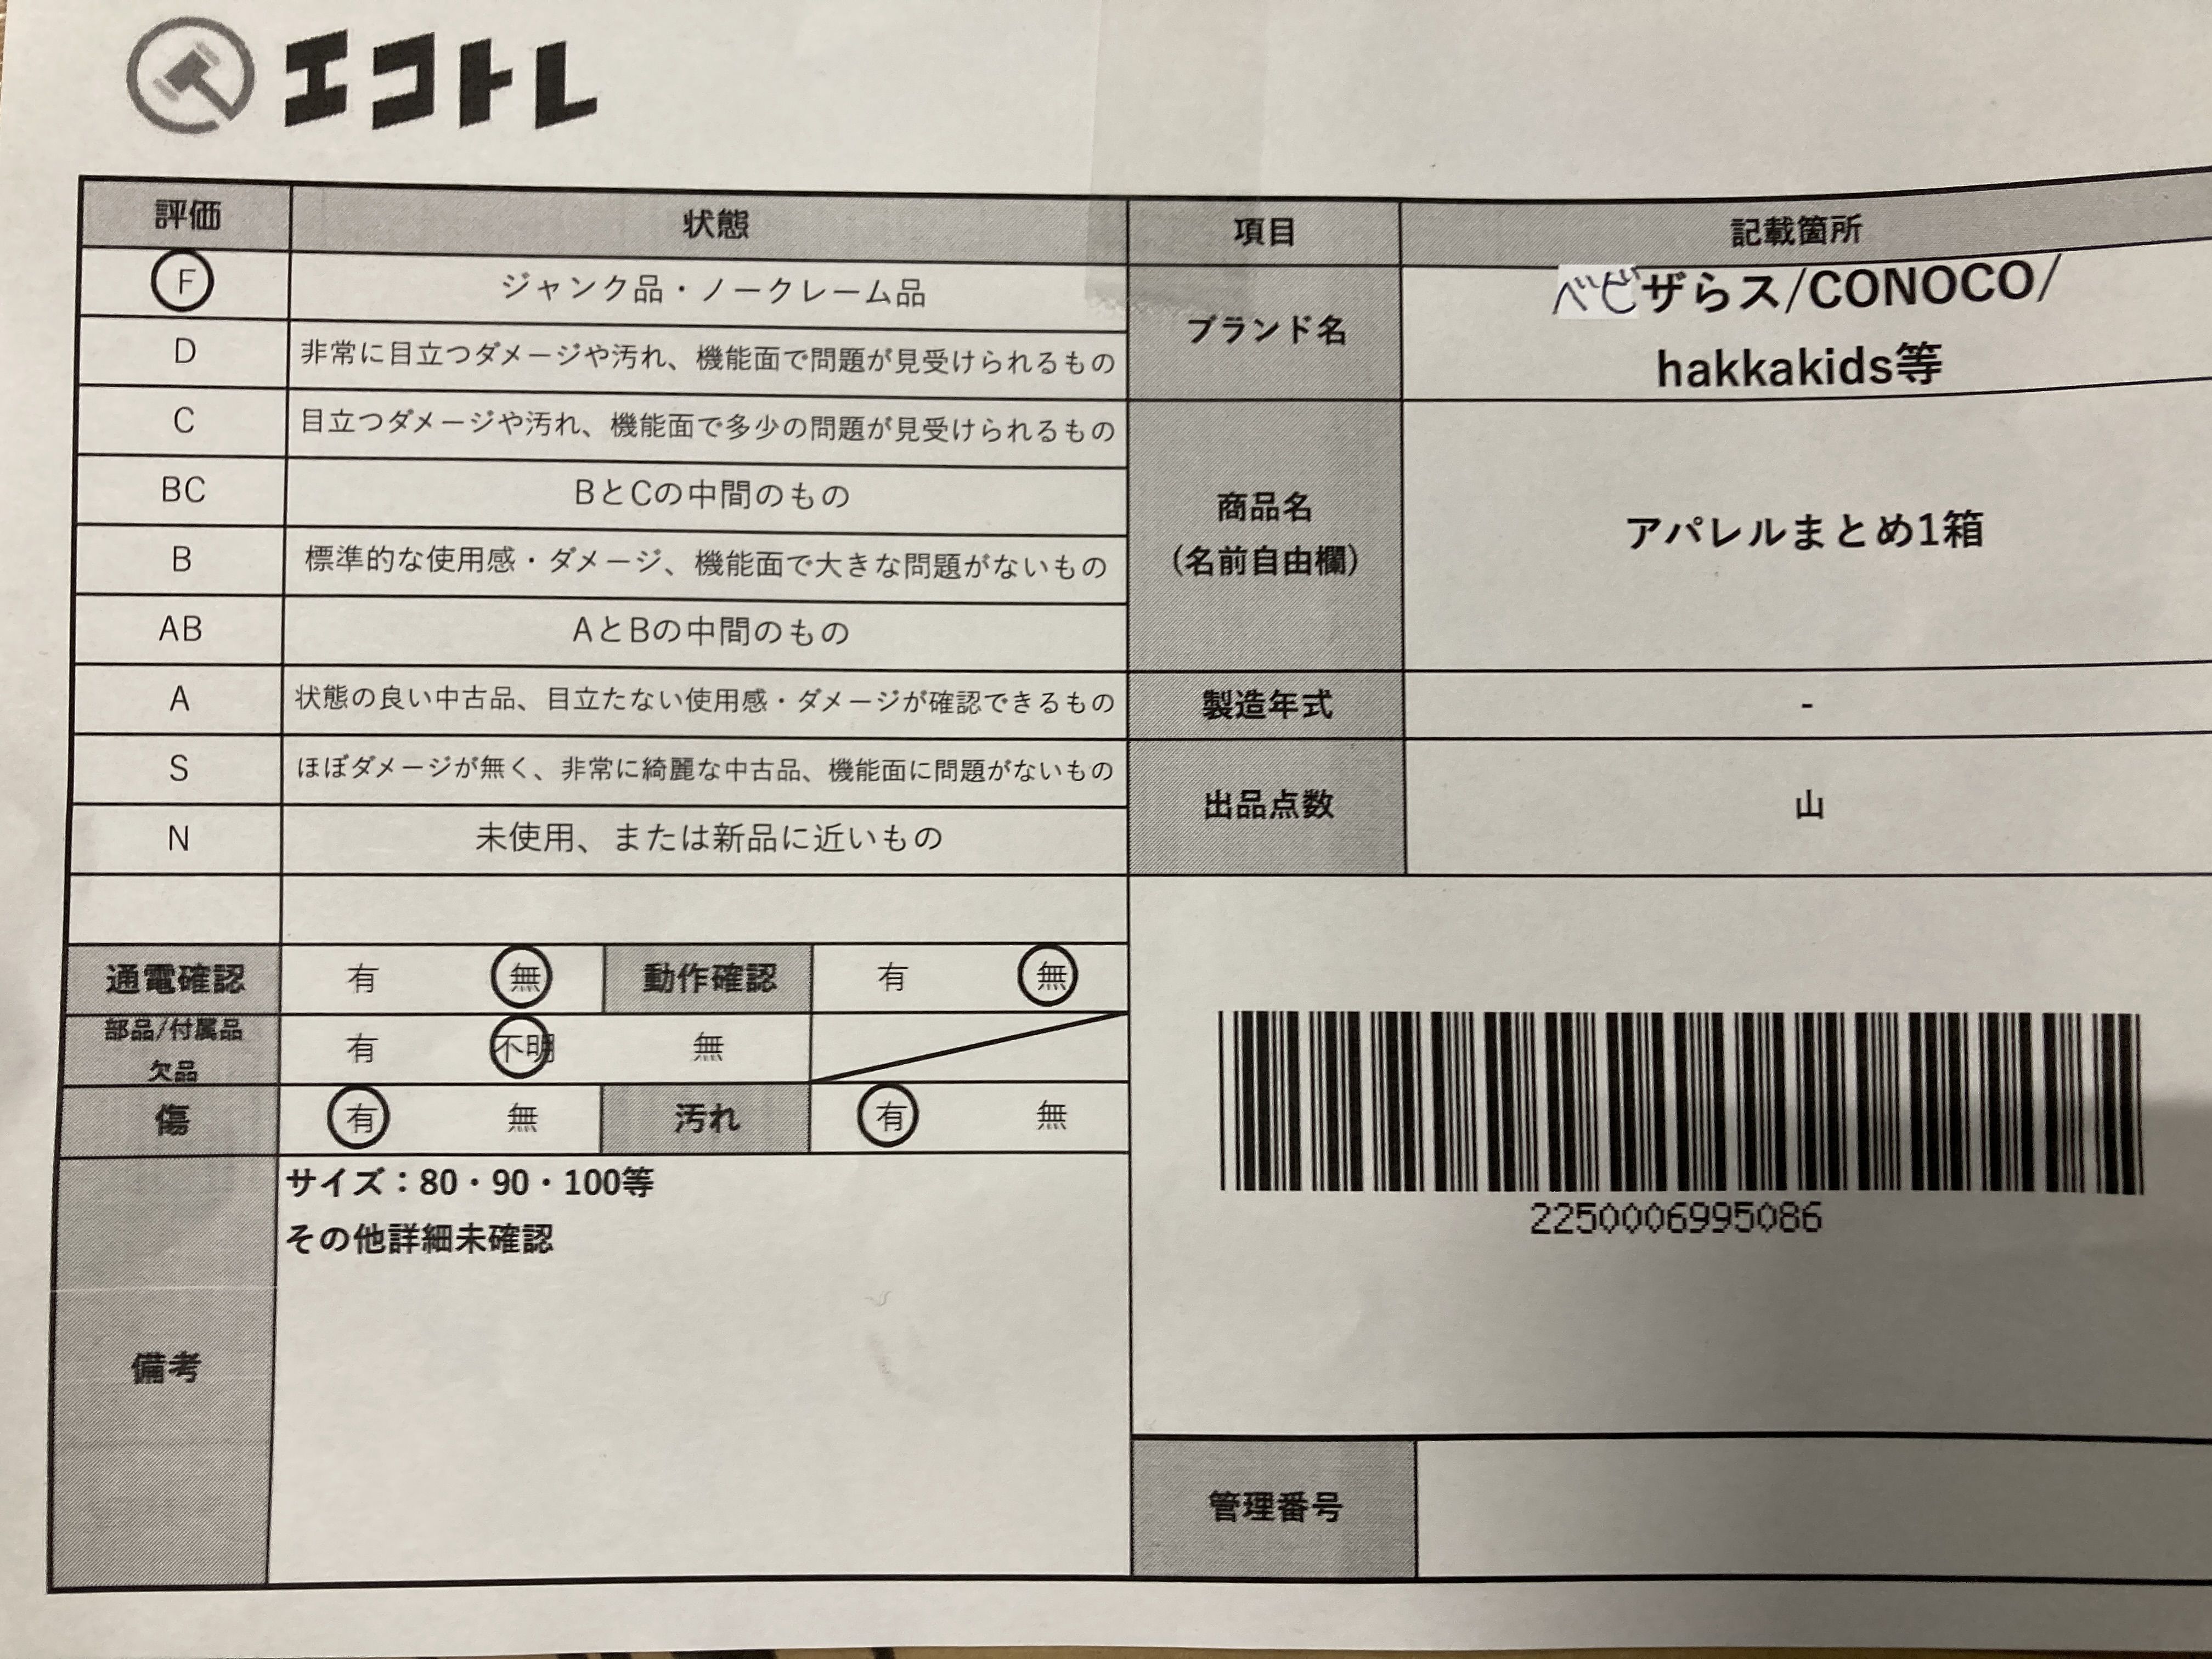 エコトレ
評価 状態 項目 記載箇所
F ジャンク品・ノークレーム品
D 非常に目立つダメージや汚れ、機能面で問題が見受けられるもの
C 目立つダメージや汚れ、機能面で多少の問題が見受けられるもの
BC BとCの中間のもの
B 標準的な使用感・ダメージ、機能面で大きな問題がないもの
AB AとBの中間のもの
A 状態の良い中古品、目立たない使用感・ダメージが確認できるもの
S ほぼダメージが無く、非常に綺麗な中古品、機能面に問題がないもの
N 未使用、または新品に近いもの
ブランド名
ベビザらス/CONOCO/
hakkakids等
商品名
(名前自由欄)
アパレルまとめ1箱
製造年式 -
出品点数 山
通電確認 有 無 動作確認 有 無
部品/付属品
欠品
有 不明 無
傷 有 無 汚れ 有 無
備考
サイズ：80・90・100等
その他詳細未確認
2250006995086
管理番号